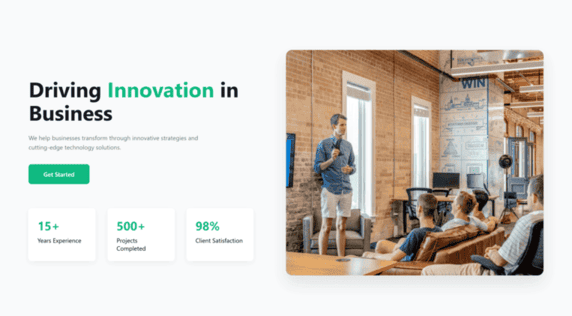 Driving Innovation in
Business
We help businesses transform through innovative strategies and
cutting-edge technology solutions.
Get Started
15+
Years Experience
500+
Projects
Completed
98%
Client Satisfaction
WIN